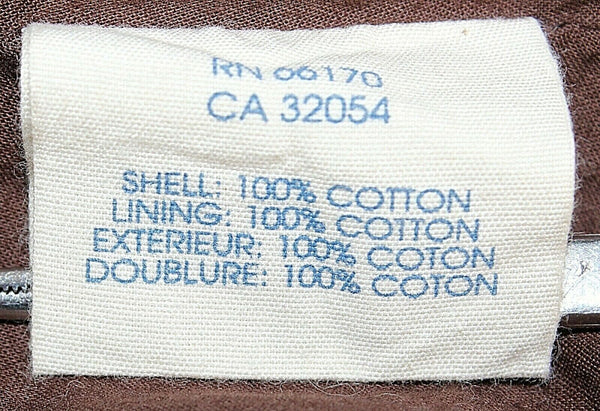 RN 66170
CA 32054
SHELL: 100% COTTON
LINING: 100% COTTON
EXTERIEUR: 100% COTON
DOUBLURE: 100% COTON